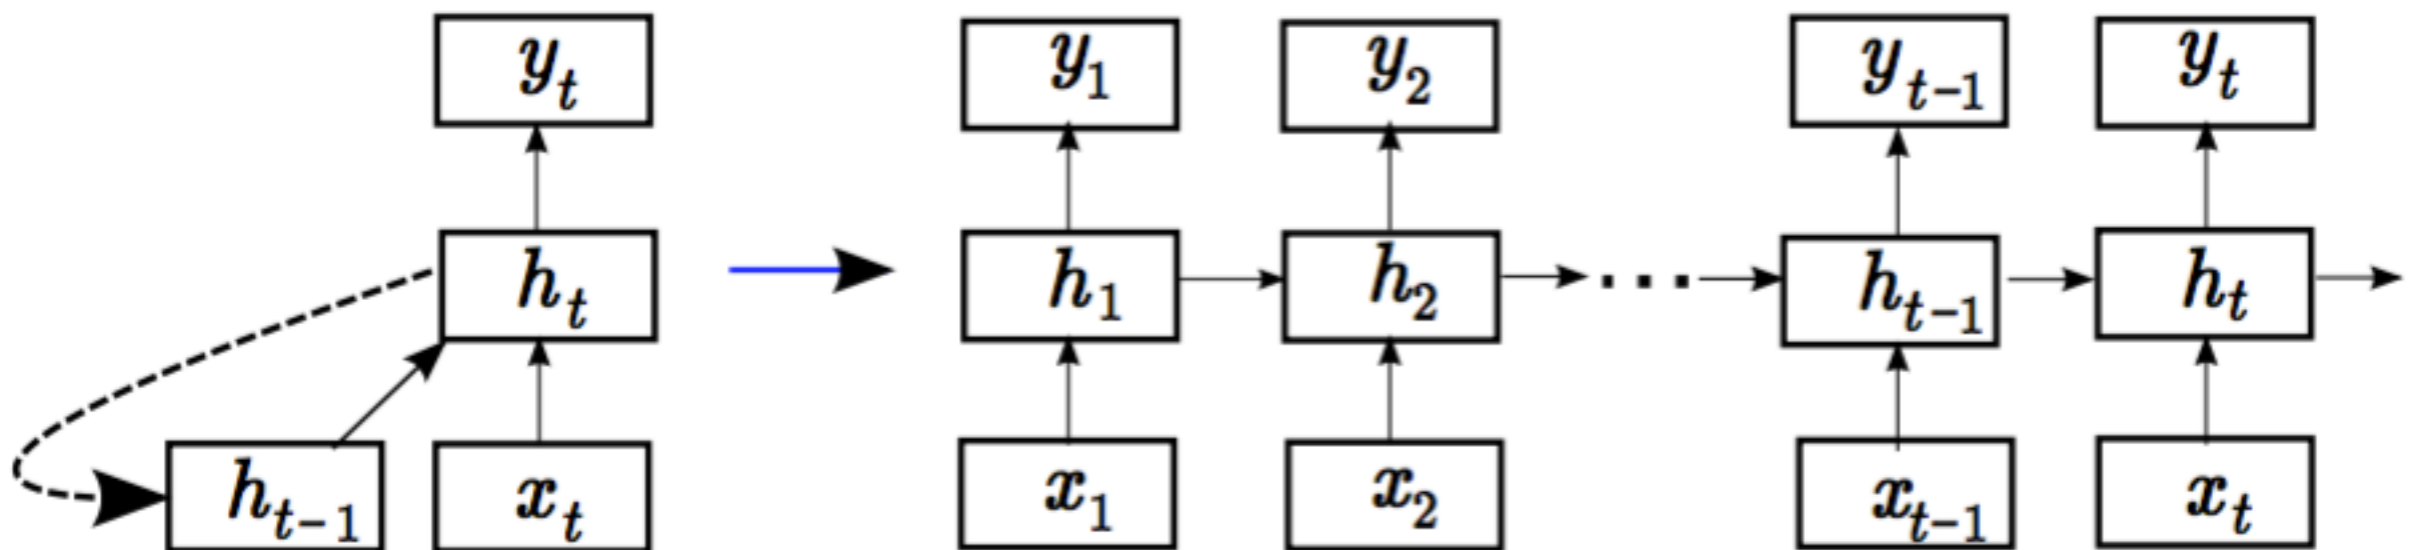 y_t y_1 y_2 y_{t-1} y_t
h_t h_1 h_2 ... h_{t-1} h_t
h_{t-1} x_t x_1 x_2 x_{t-1} x_t